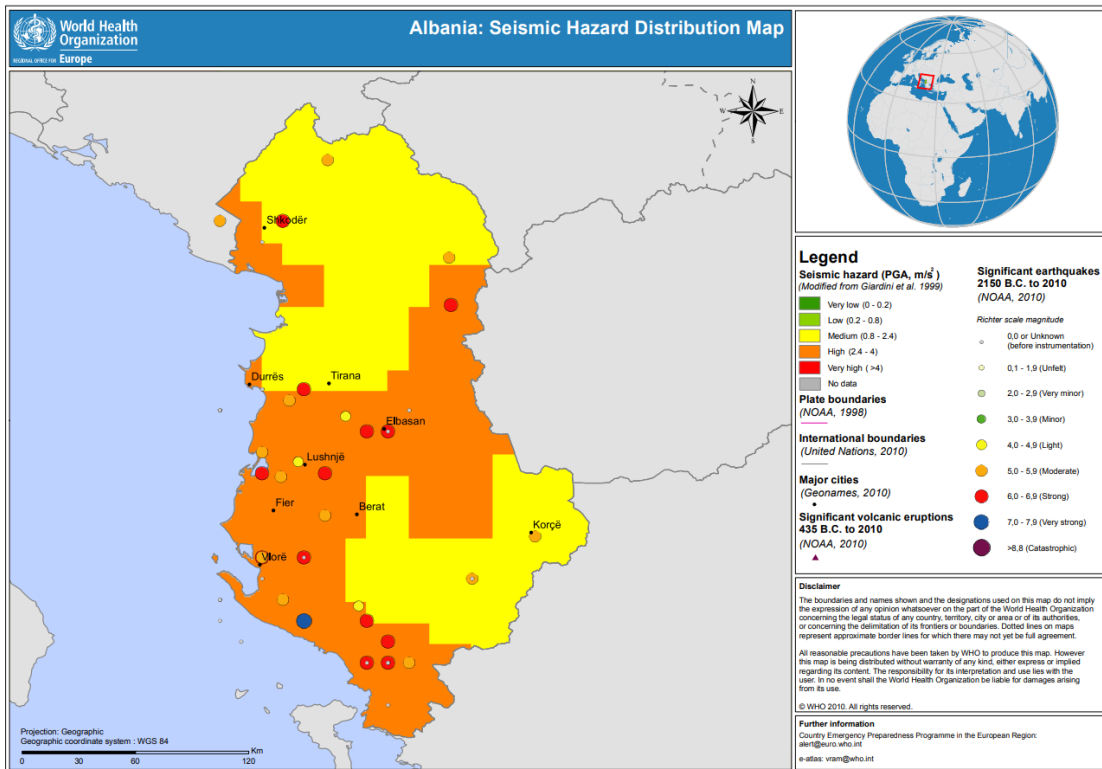 World Health
Organization
REGIONAL OFFICE FOR Europe
Albania: Seismic Hazard Distribution Map
N
W
E
S
Shkodër
Durrës
Tirana
Elbasan
Lushnjë
Fier
Berat
Korçë
Vlorë
Projection: Geographic
Geographic coordinate system : WGS 84
Km
0 30 60 120
Legend
Seismic hazard (PGA, m/s²)
(Modified from Giardini et al. 1999)
Very low (0 - 0.2)
Low (0.2 - 0.8)
Medium (0.8 - 2.4)
High (2.4 - 4)
Very high ( >4)
No data
Plate boundaries
(NOAA, 1998)
International boundaries
(United Nations, 2010)
Major cities
(Geonames, 2010)
Significant volcanic eruptions
435 B.C. to 2010
(NOAA, 2010)
Significant earthquakes
2150 B.C. to 2010
(NOAA, 2010)
Richter scale magnitude
0,0 or Unknown
(before instrumentation)
0,1 - 1,9 (Unfelt)
2,0 - 2,9 (Very minor)
3,0 - 3,9 (Minor)
4,0 - 4,9 (Light)
5,0 - 5,9 (Moderate)
6,0 - 6,9 (Strong)
7,0 - 7,9 (Very strong)
>8,8 (Catastrophic)
Disclaimer
The boundaries and names shown and the designations used on this map do not imply
the expression of any opinion whatsoever on the part of the World Health Organization
concerning the legal status of any country, territory, city or area or of its authorities,
or concerning the delimitation of its frontiers or boundaries. Dotted lines on maps
represent approximate border lines for which there may not yet be full agreement.
All reasonable precautions have been taken by WHO to produce this map. However
this map is being distributed without warranty of any kind, either express or implied
regarding its content. The responsibility for its interpretation and use lies with the
user. In no event shall the World Health Organization be liable for damages arising
from its use.
© WHO 2010. All rights reserved.
Further information
Country Emergency Preparedness Programme in the European Region:
alert@euro.who.int
e-atlas: vram@who.int